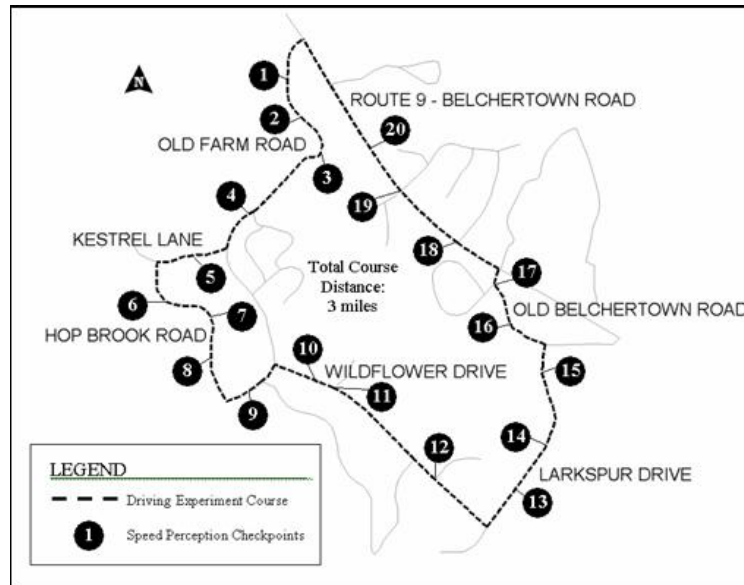 N
1
ROUTE 9 - BELCHERTOWN ROAD
2
20
OLD FARM ROAD
3
4
19
KESTREL LANE
18
5
Total Course
Distance:
3 miles
17
6
7
HOP BROOK ROAD
16
OLD BELCHERTOWN ROAD
10
WILDFLOWER DRIVE
8
11
15
9
12
14
LARKSPUR DRIVE
13
LEGEND
Driving Experiment Course
1
Speed Perception Checkpoints